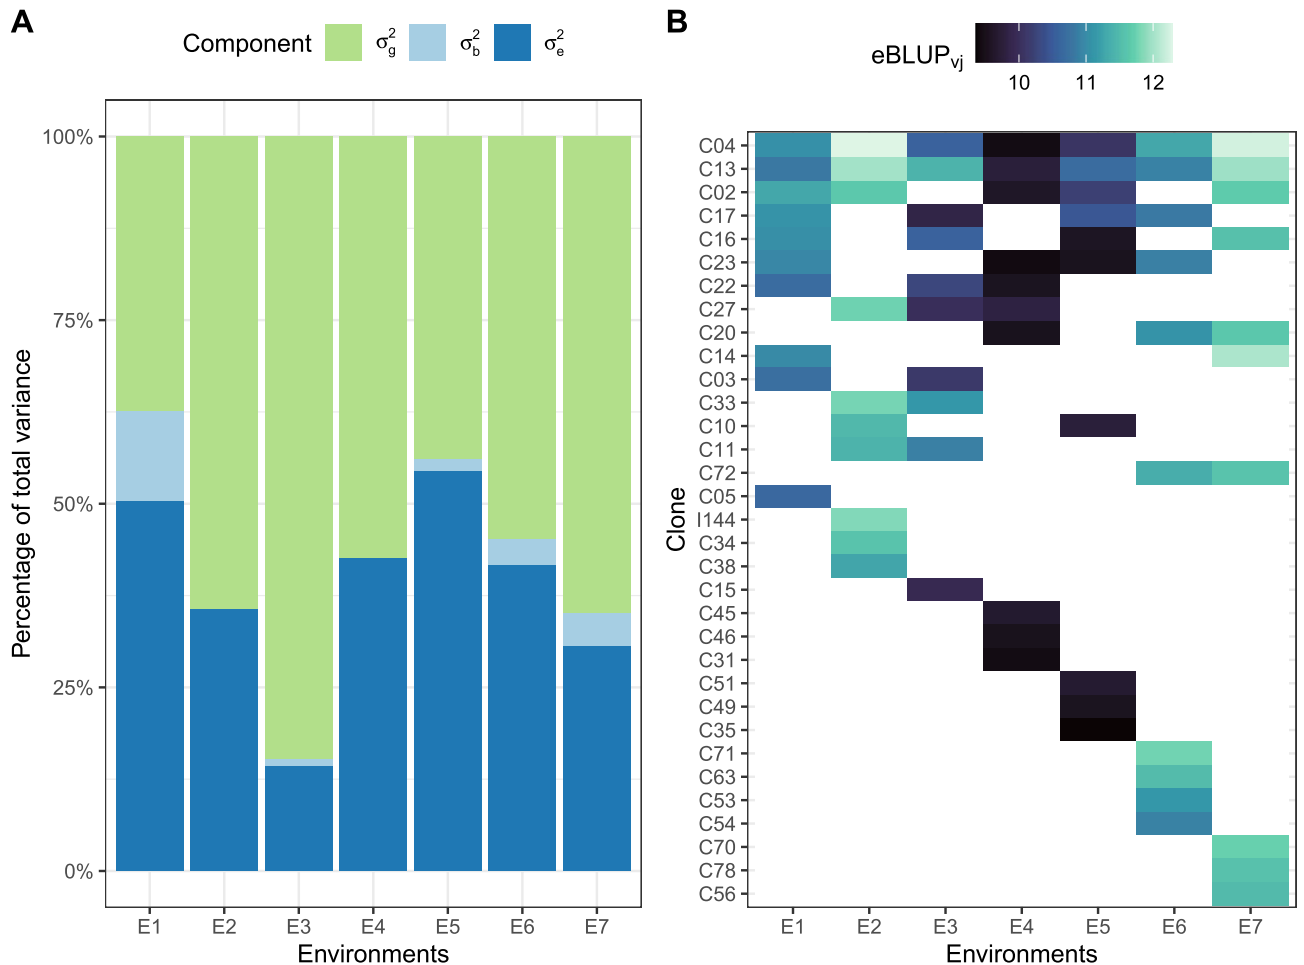 A
Component σ²g σ²b σ²e
Percentage of total variance
100%
75%
50%
25%
0%
E1 E2 E3 E4 E5 E6 E7
Environments
B
eBLUPvj
10 11 12
Clone
C04
C13
C02
C17
C16
C23
C22
C27
C20
C14
C03
C33
C10
C11
C72
C05
I144
C34
C38
C15
C45
C46
C31
C51
C49
C35
C71
C63
C53
C54
C70
C78
C56
E1 E2 E3 E4 E5 E6 E7
Environments